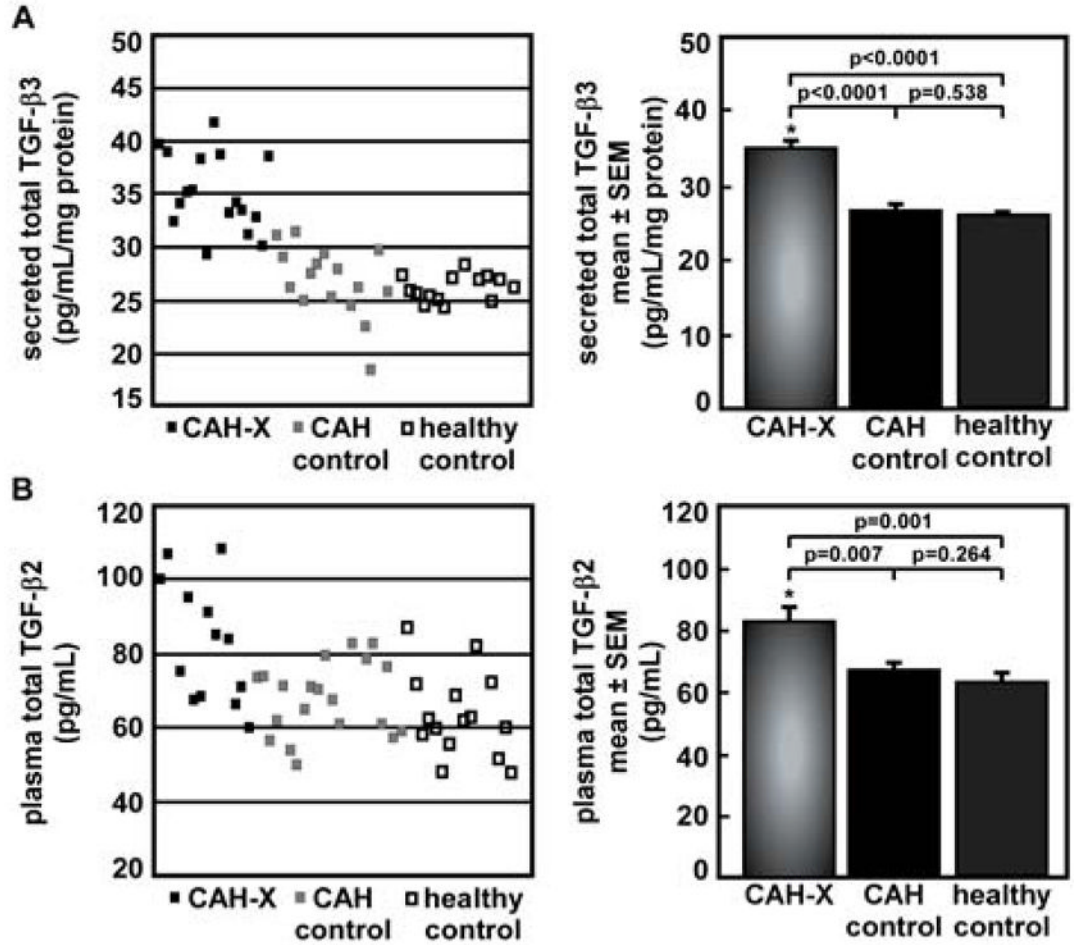 A
secreted total TGF-β3
(pg/mL/mg protein)
50
45
40
35
30
25
20
15
CAH-X
CAH
control
healthy
control
secreted total TGF-β3
mean ± SEM
(pg/mL/mg protein)
50
40
30
20
10
0
p<0.0001
p<0.0001
p=0.538
*
CAH-X
CAH
control
healthy
control
B
plasma total TGF-β2
(pg/mL)
120
100
80
60
40
20
CAH-X
CAH
control
healthy
control
plasma total TGF-β2
mean ± SEM
(pg/mL)
120
100
80
60
40
20
0
p=0.001
p=0.007
p=0.264
*
CAH-X
CAH
control
healthy
control